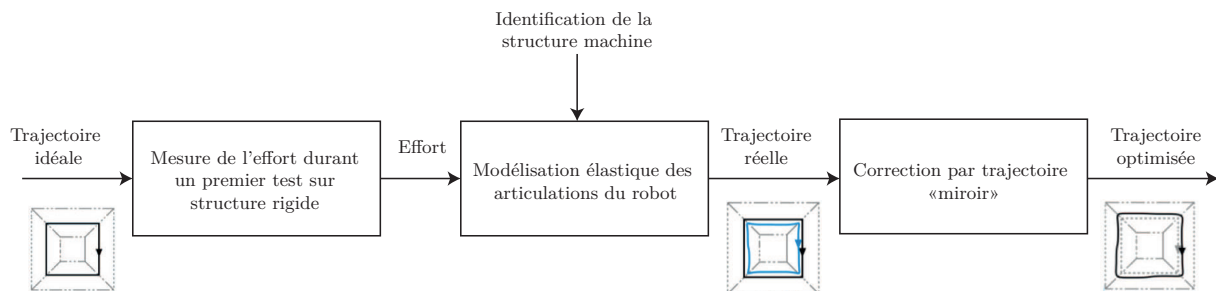 Identification de la
structure machine
Trajectoire
idéale
Mesure de l'effort durant
un premier test sur
structure rigide
Effort
Modélisation élastique des
articulations du robot
Trajectoire
réelle
Correction par trajectoire
«miroir»
Trajectoire
optimisée